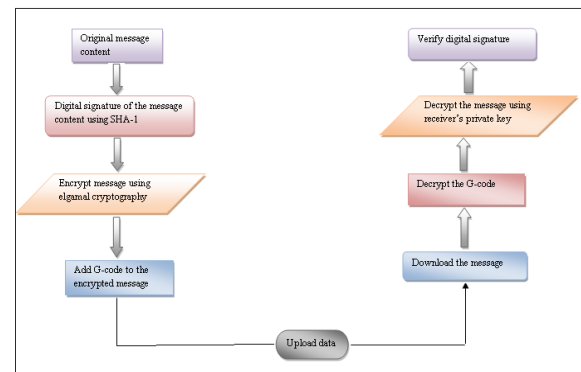 Original message
content
Digital signature of the message
content using SHA-1
Encrypt message using
elgamal cryptography
Add G-code to the
encrypted message
Upload data
Download the message
Decrypt the G-code
Decrypt the message using
receiver's private key
Verify digital signature